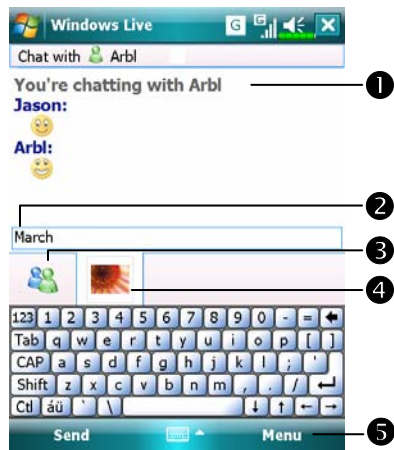 Windows Live G G
Chat with Arbl
You're chatting with Arbl
1
Jason:
Arbl:
2
March
3
4
123 1 2 3 4 5 6 7 8 9 0 - =
Tab q w e r t y u i o p [ ]
CAP a s d f g h j k l ; '
Shift z x c v b n m , . /
Ctl áü ` \
Send Menu
5